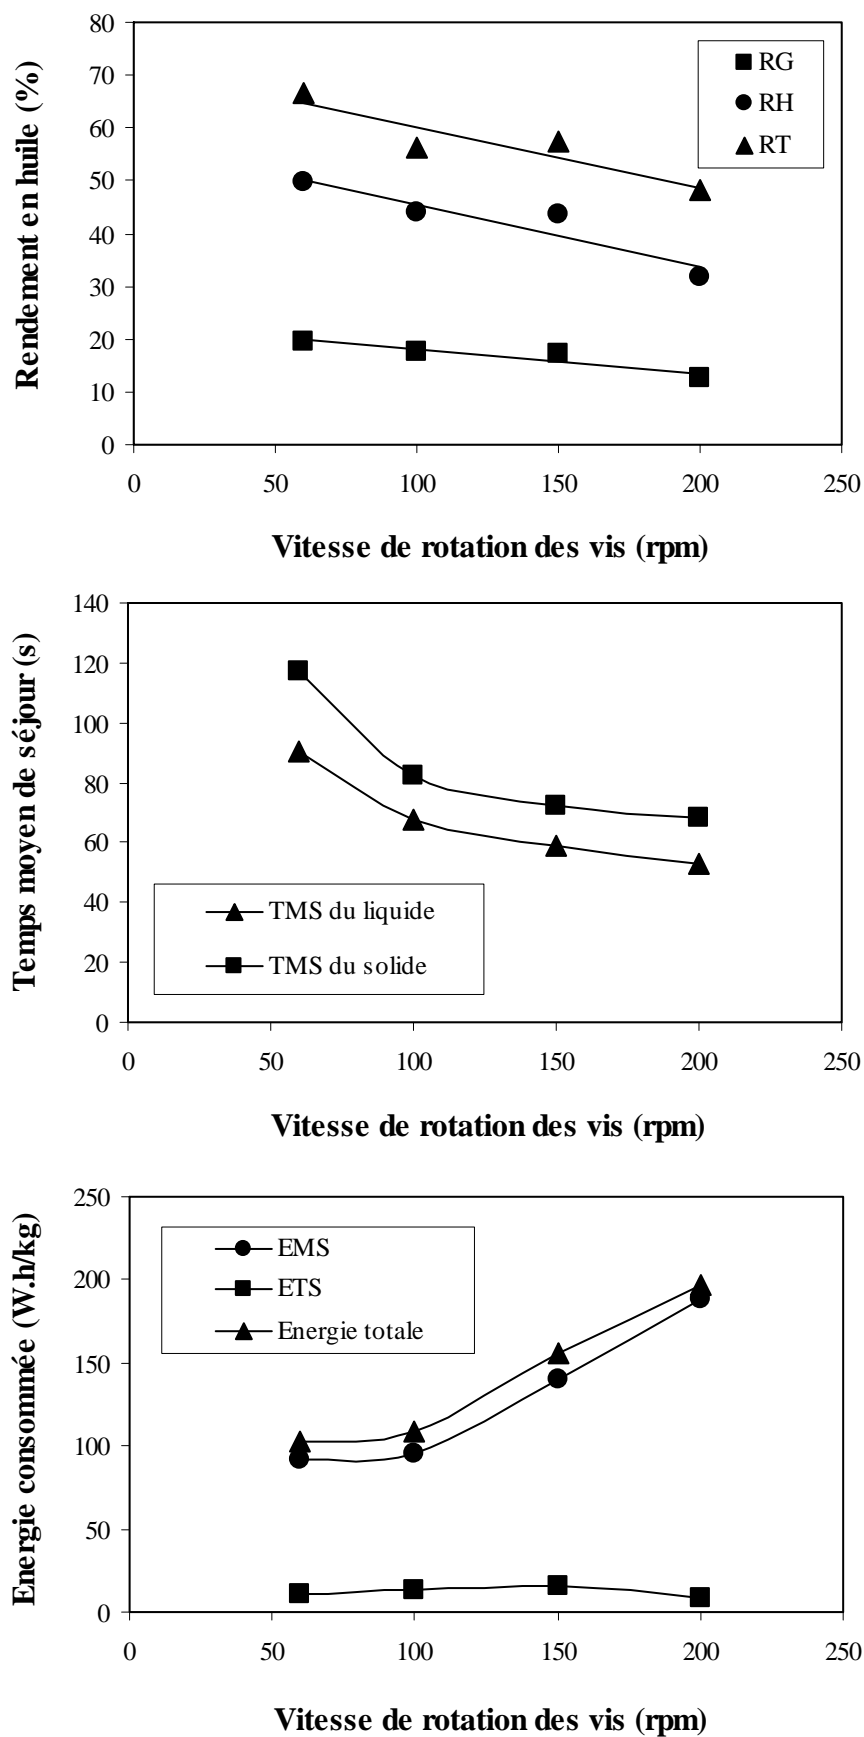 Rendement en huile (%)
80
70
60
50
40
30
20
10
0
RG
RH
RT
0 50 100 150 200 250
Vitesse de rotation des vis (rpm)
Temps moyen de séjour (s)
140
120
100
80
60
40
20
0
TMS du liquide
TMS du solide
0 50 100 150 200 250
Vitesse de rotation des vis (rpm)
Energie consommée (W.h/kg)
250
200
150
100
50
0
EMS
ETS
Energie totale
0 50 100 150 200 250
Vitesse de rotation des vis (rpm)